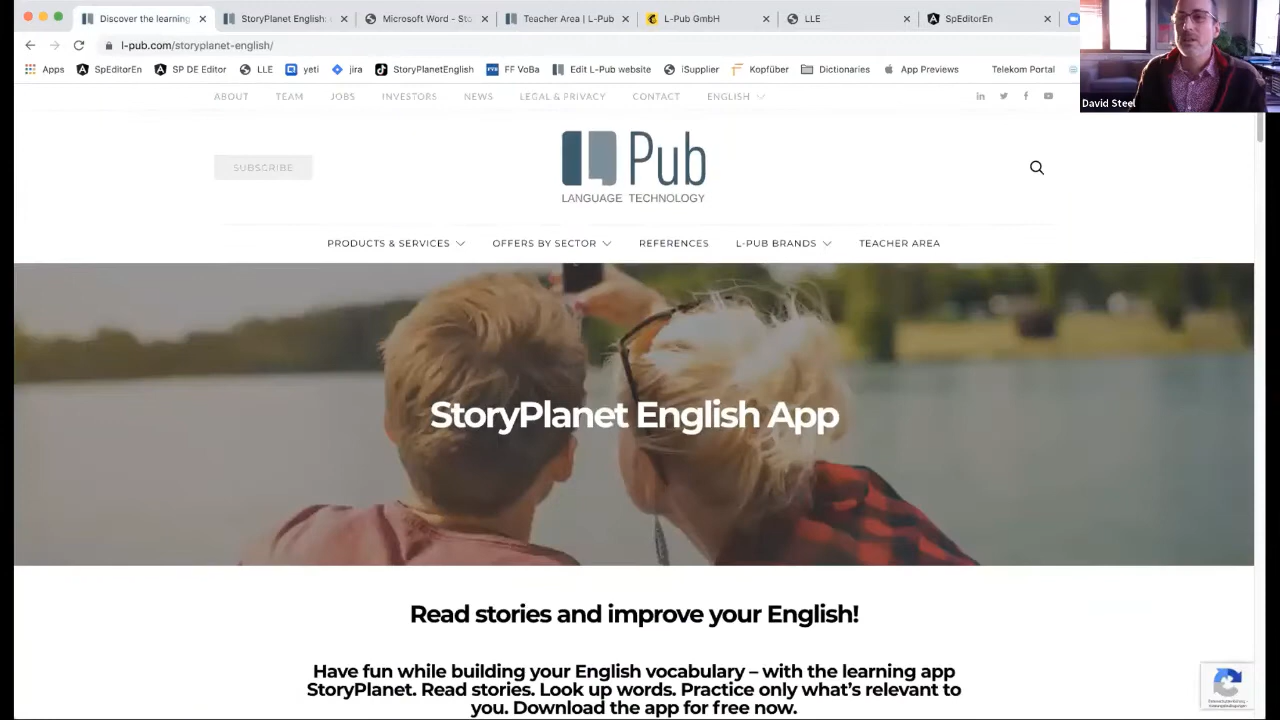 Discover the learning
StoryPlanet English:
Microsoft Word - Sto
Teacher Area | L-Pub
L-Pub GmbH
LLE
SpEditorEn
l-pub.com/storyplanet-english/
Apps
SpEditorEn
SP DE Editor
LLE
yeti
jira
StoryPlanetEnglish
FF VoBa
Edit L-Pub website
iSupplier
Kopfüber
Dictionaries
App Previews
Telekom Portal
David Steel
ABOUT
TEAM
JOBS
INVESTORS
NEWS
LEGAL & PRIVACY
CONTACT
ENGLISH
SUBSCRIBE
Pub
LANGUAGE TECHNOLOGY
PRODUCTS & SERVICES
OFFERS BY SECTOR
REFERENCES
L-PUB BRANDS
TEACHER AREA
StoryPlanet English App
Read stories and improve your English!
Have fun while building your English vocabulary – with the learning app
StoryPlanet. Read stories. Look up words. Practice only what's relevant to
you. Download the app for free now.